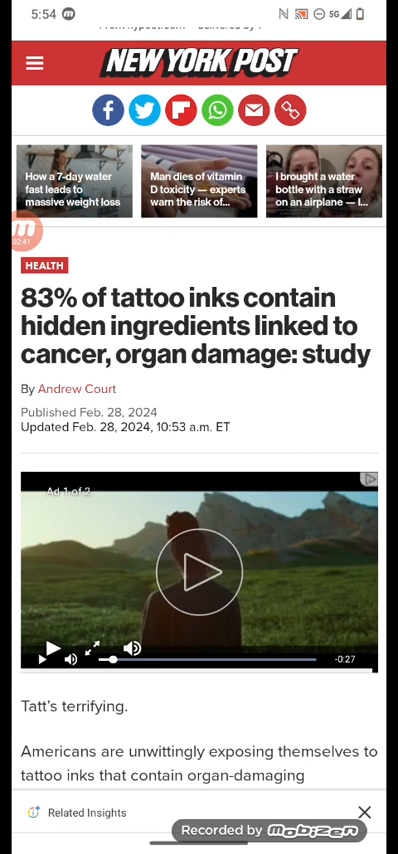 5:54
5G
NEW YORK POST
How a 7-day water
fast leads to
massive weight loss
Man dies of vitamin
D toxicity — experts
warn the risk of...
I brought a water
bottle with a straw
on an airplane — I...
02:41
HEALTH
83% of tattoo inks contain
hidden ingredients linked to
cancer, organ damage: study
By Andrew Court
Published Feb. 28, 2024
Updated Feb. 28, 2024, 10:53 a.m. ET
Ad 1 of 2
-0:27
Tatt's terrifying.
Americans are unwittingly exposing themselves to
tattoo inks that contain organ-damaging
Related Insights
Recorded by mobizen